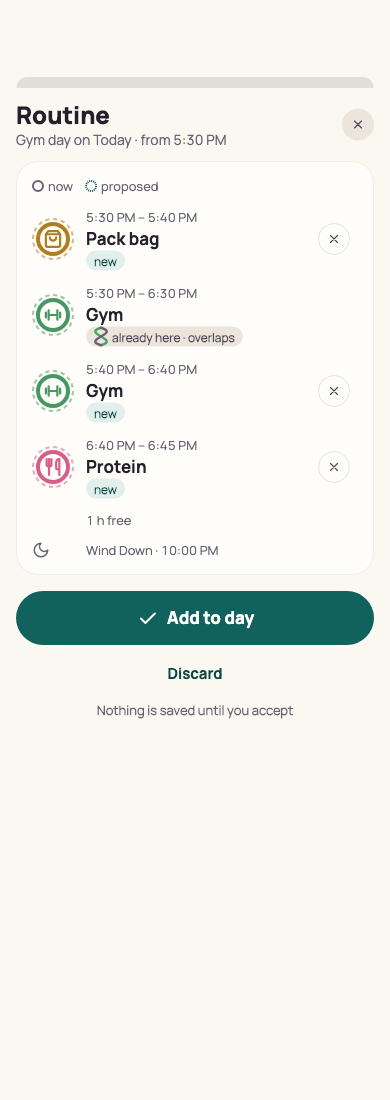 Routine
Gym day on Today · from 5:30 PM
now proposed
5:30 PM – 5:40 PM
Pack bag
new
5:30 PM – 6:30 PM
Gym
already here · overlaps
5:40 PM – 6:40 PM
Gym
new
6:40 PM – 6:45 PM
Protein
new
1 h free
Wind Down · 10:00 PM
Add to day
Discard
Nothing is saved until you accept